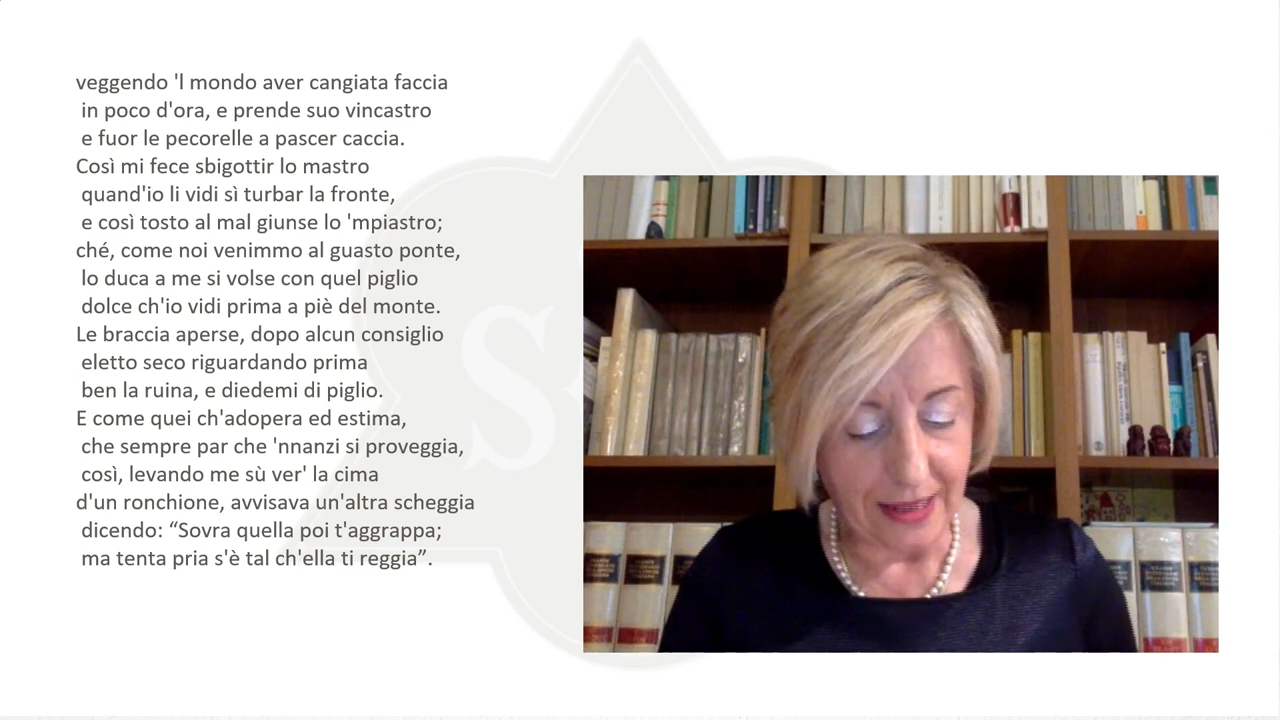 veggendo 'l mondo aver cangiata faccia
in poco d'ora, e prende suo vincastro
e fuor le pecorelle a pascer caccia.
Così mi fece sbigottir lo mastro
quand'io li vidi sì turbar la fronte,
e così tosto al mal giunse lo 'mpiastro;
ché, come noi venimmo al guasto ponte,
lo duca a me si volse con quel piglio
dolce ch'io vidi prima a piè del monte.
Le braccia aperse, dopo alcun consiglio
eletto seco riguardando prima
ben la ruina, e diedemi di piglio.
E come quei ch'adopera ed estima,
che sempre par che 'nnanzi si proveggia,
così, levando me sù ver' la cima
d'un ronchione, avvisava un'altra scheggia
dicendo: “Sovra quella poi t'aggrappa;
ma tenta pria s'è tal ch'ella ti reggia”.
S